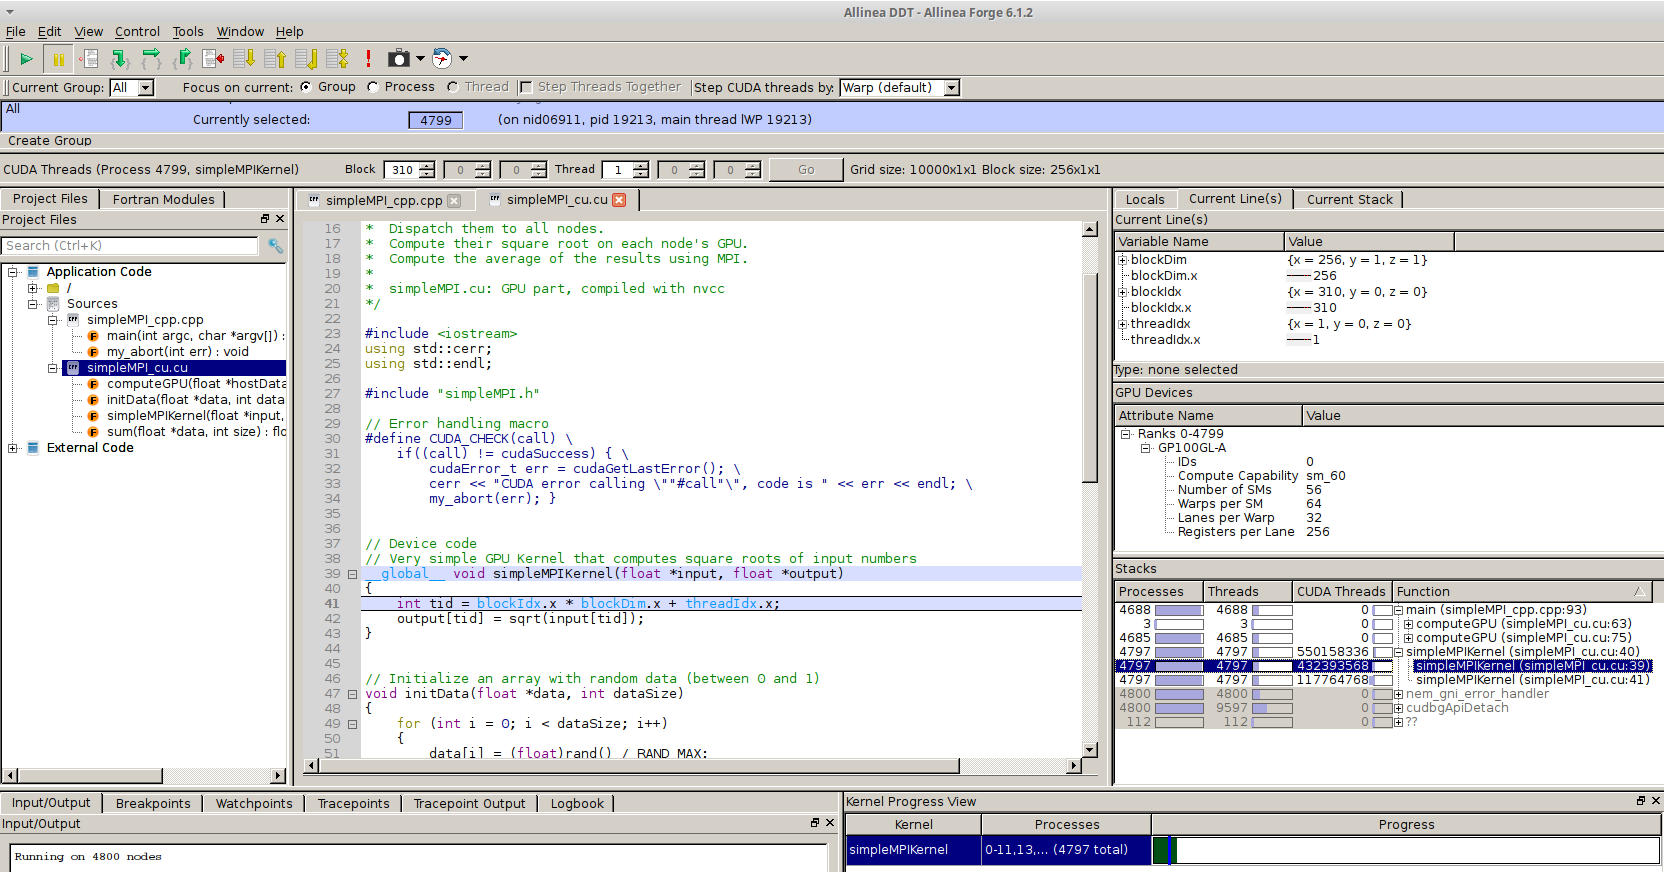 Allinea DDT - Allinea Forge 6.1.2
File Edit View Control Tools Window Help
Current Group: All Focus on current: Group Process Thread Step Threads Together Step CUDA threads by: Warp (default)
All
Currently selected: 4799 (on nid06911, pid 19213, main thread lWP 19213)
Create Group
CUDA Threads (Process 4799, simpleMPIKernel) Block 310 0 0 Thread 1 0 0 Go Grid size: 10000x1x1 Block size: 256x1x1
Project Files Fortran Modules
Project Files
Search (Ctrl+K)
Application Code
/
Sources
simpleMPI_cpp.cpp
main(int argc, char *argv[]) :
my_abort(int err) : void
simpleMPI_cu.cu
computeGPU(float *hostData
initData(float *data, int data
simpleMPIKernel(float *input,
sum(float *data, int size) : flo
External Code
simpleMPI_cpp.cpp simpleMPI_cu.cu
16 * Dispatch them to all nodes.
17 * Compute their square root on each node's GPU.
18 * Compute the average of the results using MPI.
19 *
20 * simpleMPI.cu: GPU part, compiled with nvcc
21 */
22
23 #include <iostream>
24 using std::cerr;
25 using std::endl;
26
27 #include "simpleMPI.h"
28
29 // Error handling macro
30 #define CUDA_CHECK(call) \
31 if((call) != cudaSuccess) { \
32 cudaError_t err = cudaGetLastError(); \
33 cerr << "CUDA error calling \""#call"\", code is " << err << endl; \
34 my_abort(err); }
35
36
37 // Device code
38 // Very simple GPU Kernel that computes square roots of input numbers
39 __global__ void simpleMPIKernel(float *input, float *output)
40 {
41 int tid = blockIdx.x * blockDim.x + threadIdx.x;
42 output[tid] = sqrt(input[tid]);
43 }
44
45
46 // Initialize an array with random data (between 0 and 1)
47 void initData(float *data, int dataSize)
48 {
49 for (int i = 0; i < dataSize; i++)
50 {
51 data[i] = (float)rand() / RAND_MAX;
Locals Current Line(s) Current Stack
Current Line(s)
Variable Name Value
blockDim {x = 256, y = 1, z = 1}
blockDim.x 256
blockIdx {x = 310, y = 0, z = 0}
blockIdx.x 310
threadIdx {x = 1, y = 0, z = 0}
threadIdx.x 1
Type: none selected
GPU Devices
Attribute Name Value
Ranks 0-4799
GP100GL-A
IDs 0
Compute Capability sm_60
Number of SMs 56
Warps per SM 64
Lanes per Warp 32
Registers per Lane 256
Stacks
Processes Threads CUDA Threads Function
4688 4688 0 main (simpleMPI_cpp.cpp:93)
3 3 0 computeGPU (simpleMPI_cu.cu:63)
4685 4685 0 computeGPU (simpleMPI_cu.cu:75)
4797 4797 550158336 simpleMPIKernel (simpleMPI_cu.cu:40)
4797 4797 432393568 simpleMPIKernel (simpleMPI_cu.cu:39)
4797 4797 117764768 simpleMPIKernel (simpleMPI_cu.cu:41)
4800 4800 0 nem_gni_error_handler
4800 9597 0 cudbgApiDetach
112 112 0 ??
Input/Output Breakpoints Watchpoints Tracepoints Tracepoint Output Logbook
Input/Output
Running on 4800 nodes
Kernel Progress View
Kernel Processes Progress
simpleMPIKernel 0-11,13,... (4797 total)